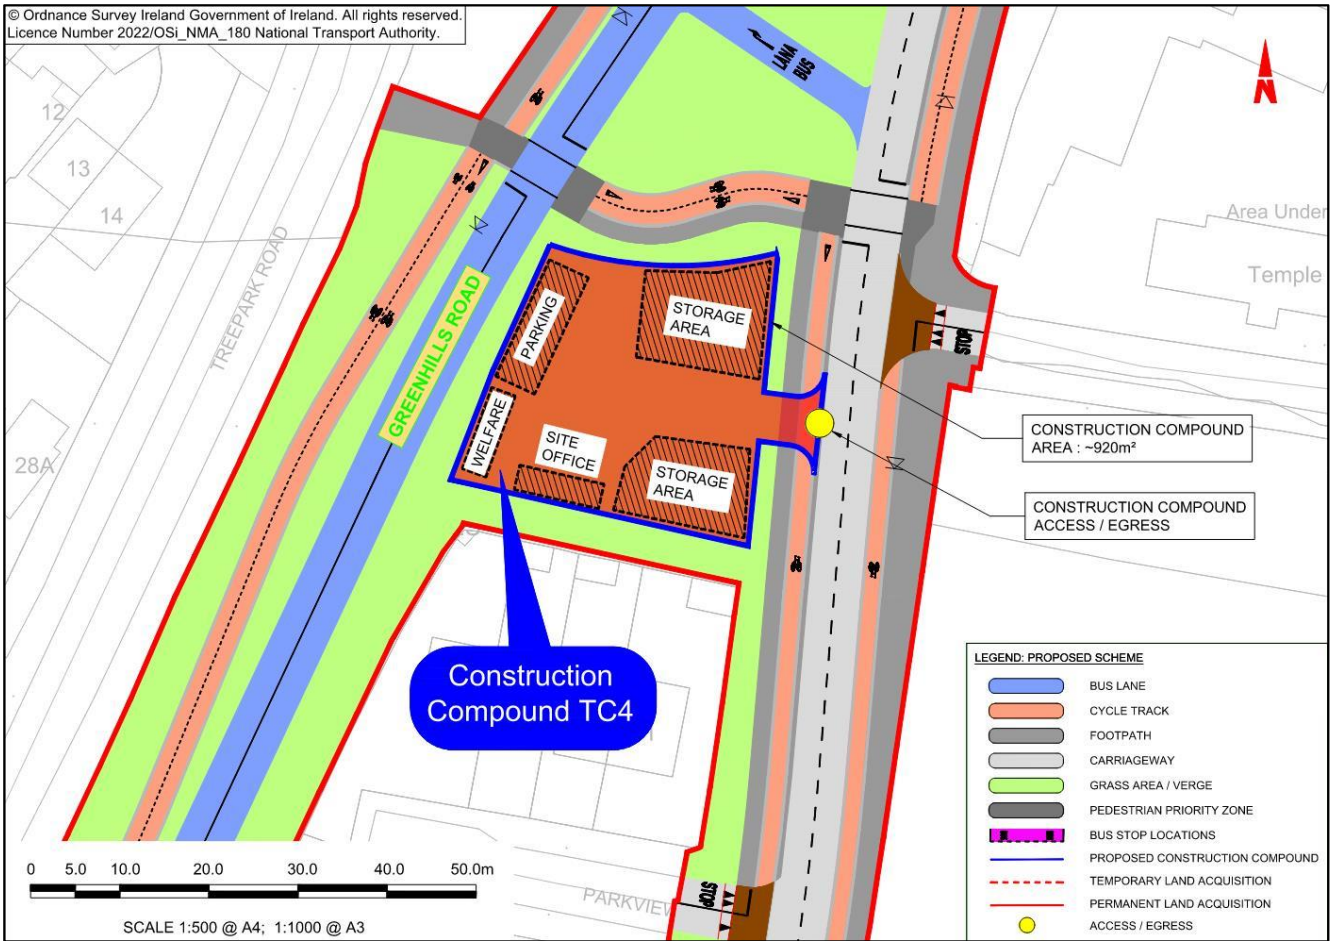 © Ordnance Survey Ireland Government of Ireland. All rights reserved.
Licence Number 2022/OSi_NMA_180 National Transport Authority.
LANA
BUS
N
12
13
14
28A
TREEPARK ROAD
GREENHILLS ROAD
Area Under
Temple
PARKING
STORAGE
AREA
WELFARE
SITE
OFFICE
STORAGE
AREA
STOP
CONSTRUCTION COMPOUND
AREA : ~920m²
CONSTRUCTION COMPOUND
ACCESS / EGRESS
Construction
Compound TC4
STOP
PARKVIEW
LEGEND: PROPOSED SCHEME
BUS LANE
CYCLE TRACK
FOOTPATH
CARRIAGEWAY
GRASS AREA / VERGE
PEDESTRIAN PRIORITY ZONE
BUS STOP LOCATIONS
PROPOSED CONSTRUCTION COMPOUND
TEMPORARY LAND ACQUISITION
PERMANENT LAND ACQUISITION
ACCESS / EGRESS
0 5.0 10.0 20.0 30.0 40.0 50.0m
SCALE 1:500 @ A4; 1:1000 @ A3